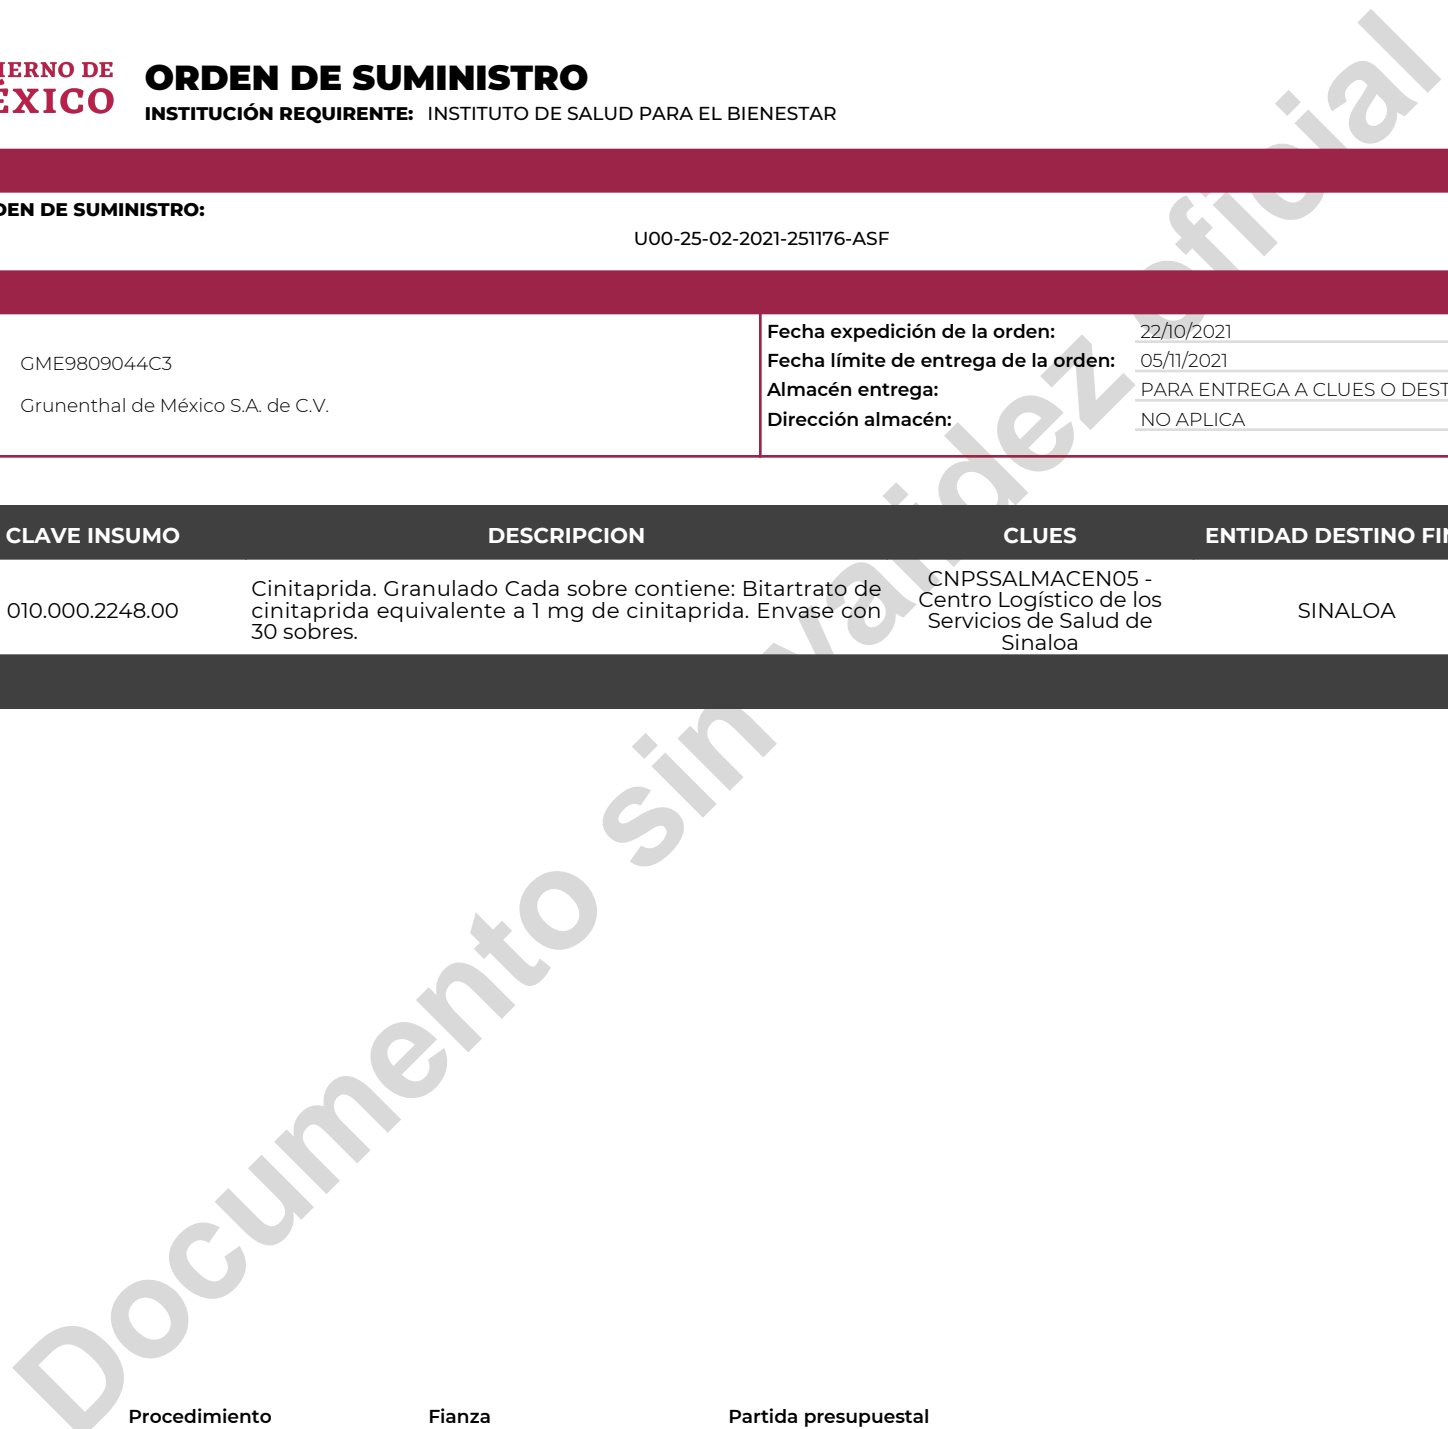 IERNO DE
ÉXICO
ORDEN DE SUMINISTRO
INSTITUCIÓN REQUIRENTE: INSTITUTO DE SALUD PARA EL BIENESTAR
DEN DE SUMINISTRO:
U00-25-02-2021-251176-ASF
GME9809044C3
Grunenthal de México S.A. de C.V.
Fecha expedición de la orden: 22/10/2021
Fecha límite de entrega de la orden: 05/11/2021
Almacén entrega: PARA ENTREGA A CLUES O DEST
Dirección almacén: NO APLICA
CLAVE INSUMO DESCRIPCION CLUES ENTIDAD DESTINO FIN
010.000.2248.00
Cinitaprida. Granulado Cada sobre contiene: Bitartrato de
cinitaprida equivalente a 1 mg de cinitaprida. Envase con
30 sobres.
CNPSSALMACEN05 -
Centro Logístico de los
Servicios de Salud de
Sinaloa
SINALOA
Documento sin validez oficial
Procedimiento Fianza Partida presupuestal